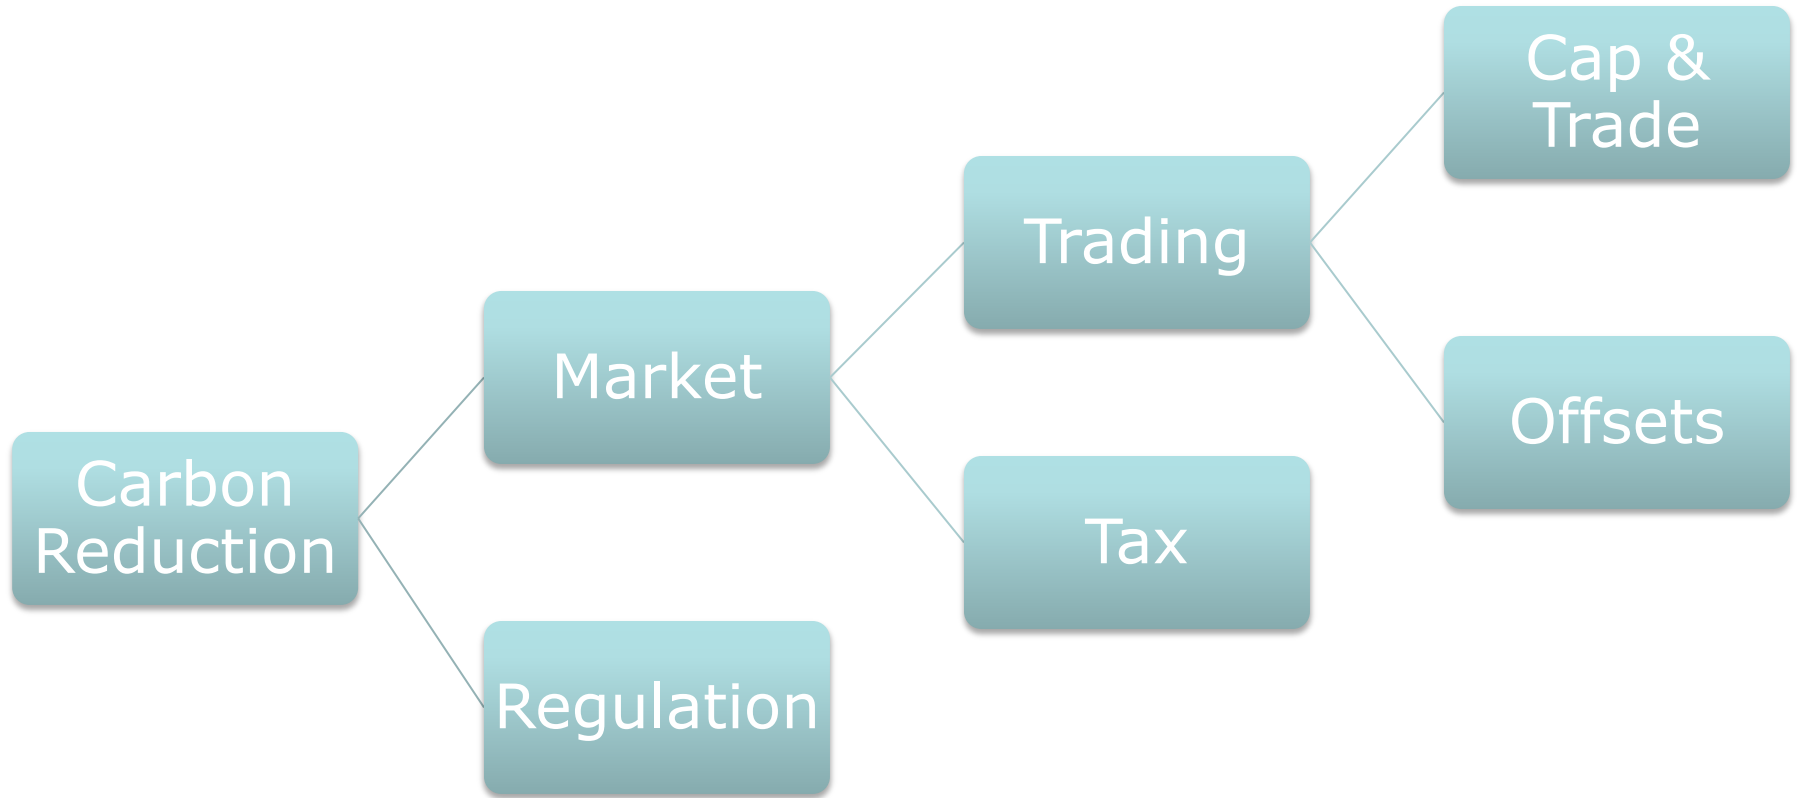 Carbon
Reduction
Market
Regulation
Trading
Tax
Cap &
Trade
Offsets